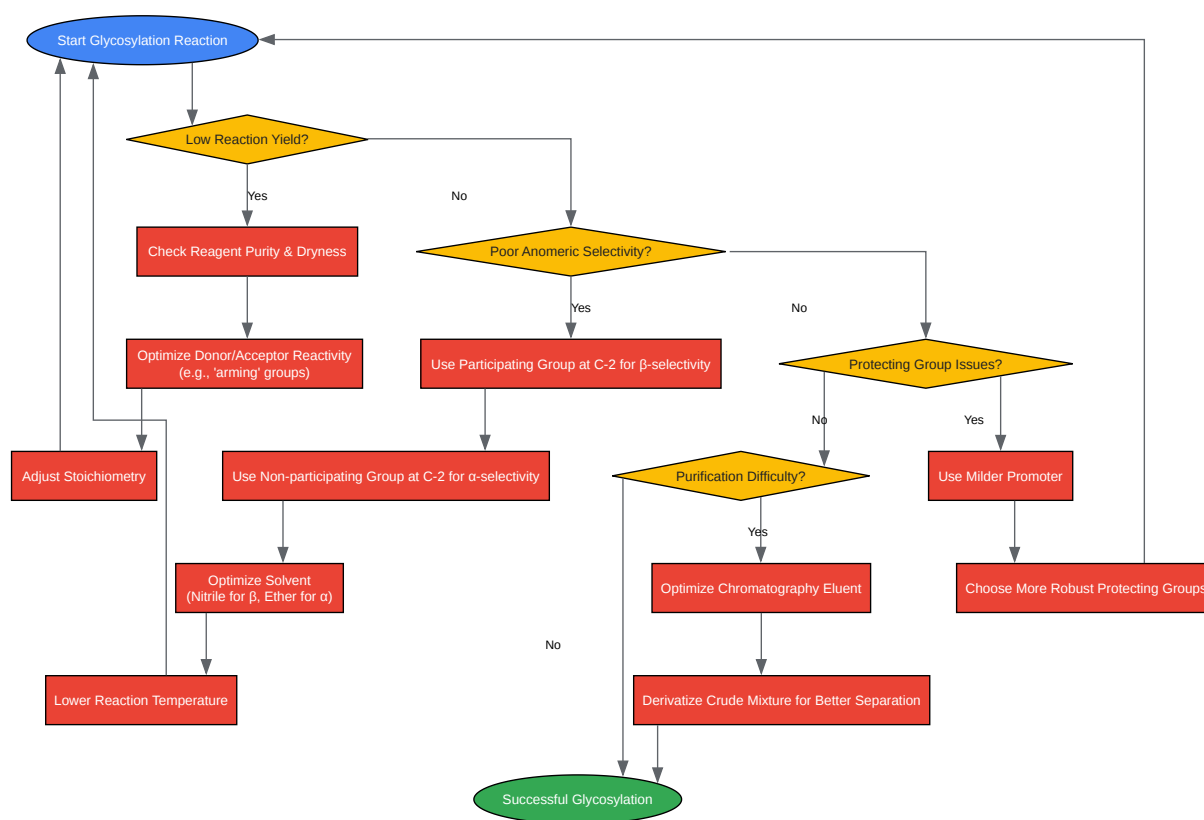 Start Glycosylation Reaction
Low Reaction Yield?
Yes
No
Check Reagent Purity & Dryness
Poor Anomeric Selectivity?
Yes
No
Optimize Donor/Acceptor Reactivity
(e.g., 'arming' groups)
Use Participating Group at C-2 for β-selectivity
Protecting Group Issues?
No
Yes
Adjust Stoichiometry
Use Non-participating Group at C-2 for α-selectivity
Purification Difficulty?
Use Milder Promoter
Yes
Optimize Solvent
(Nitrile for β, Ether for α)
Optimize Chromatography Eluent
Choose More Robust Protecting Groups
No
Lower Reaction Temperature
Derivatize Crude Mixture for Better Separation
Successful Glycosylation